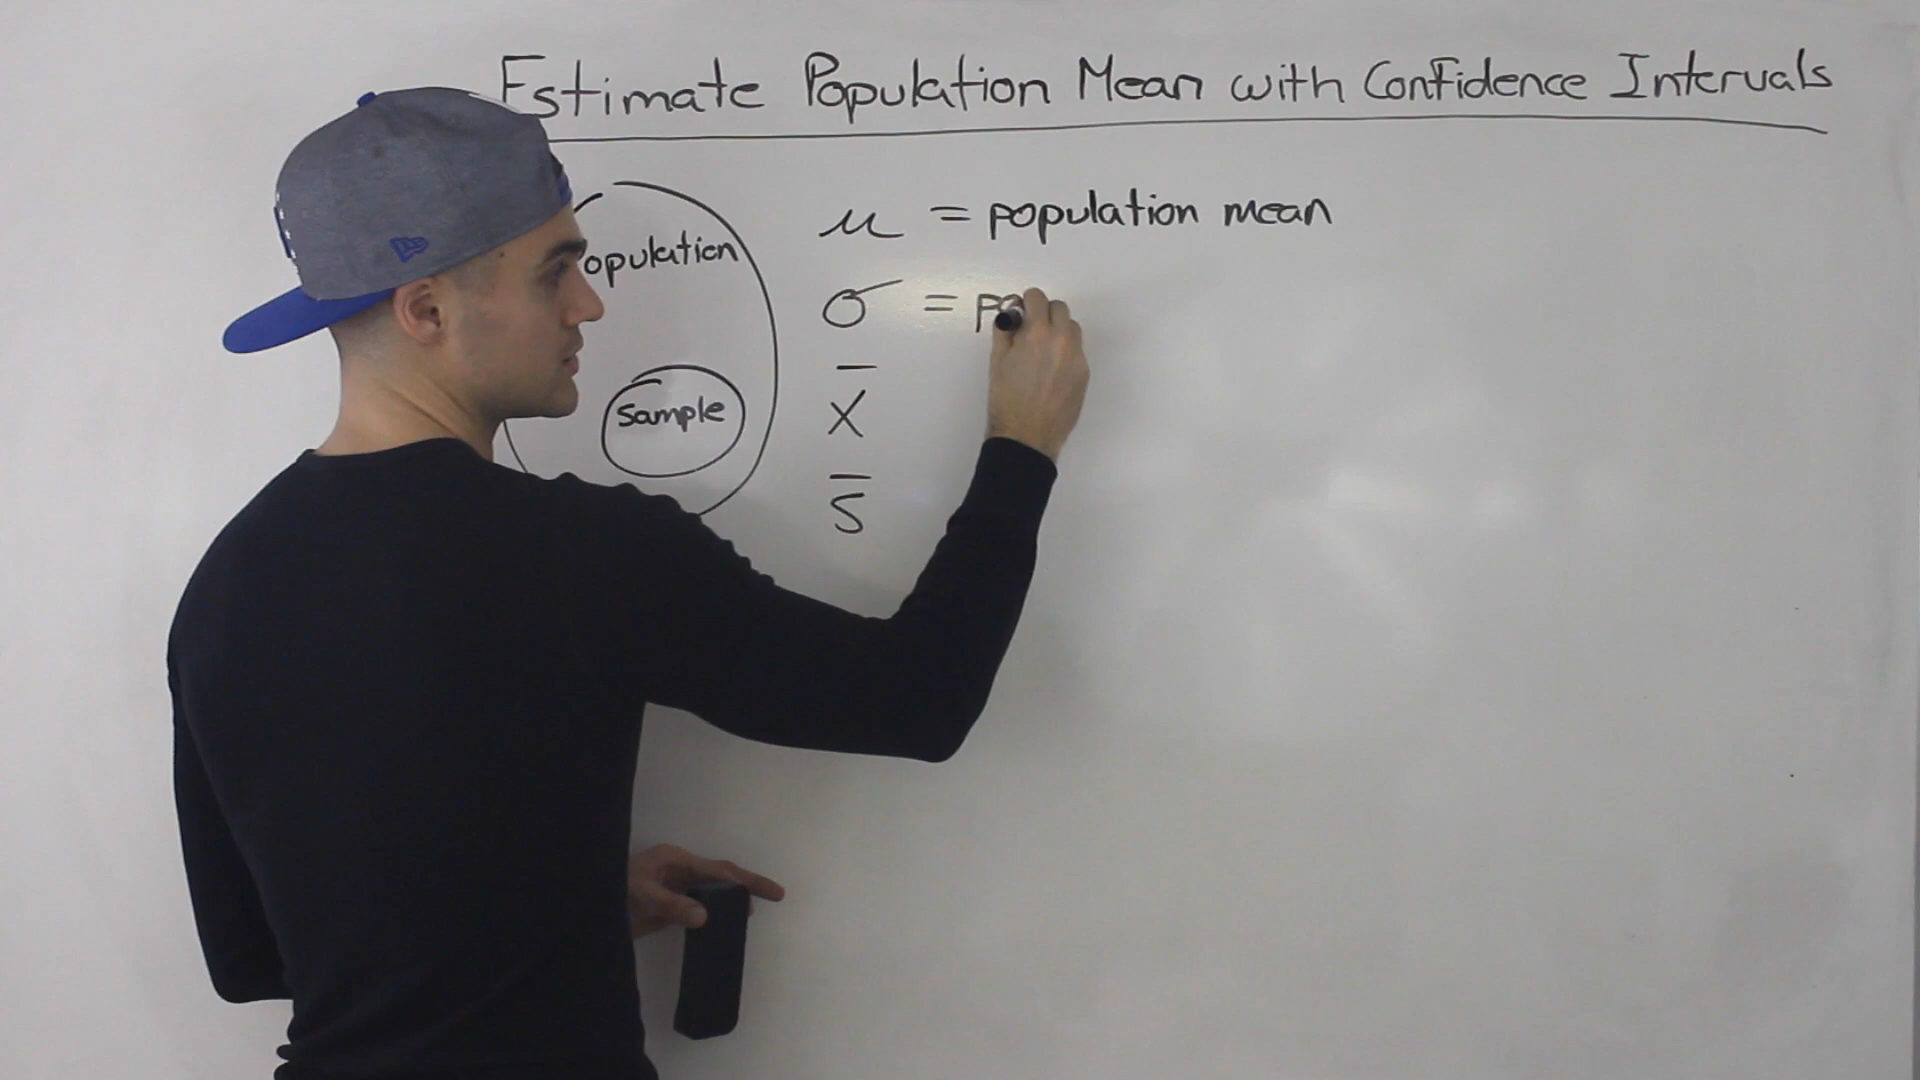 Estimate Population Mean with Confidence Intervals
opulation
sample
μ = population mean
σ = po
x̄
s̄